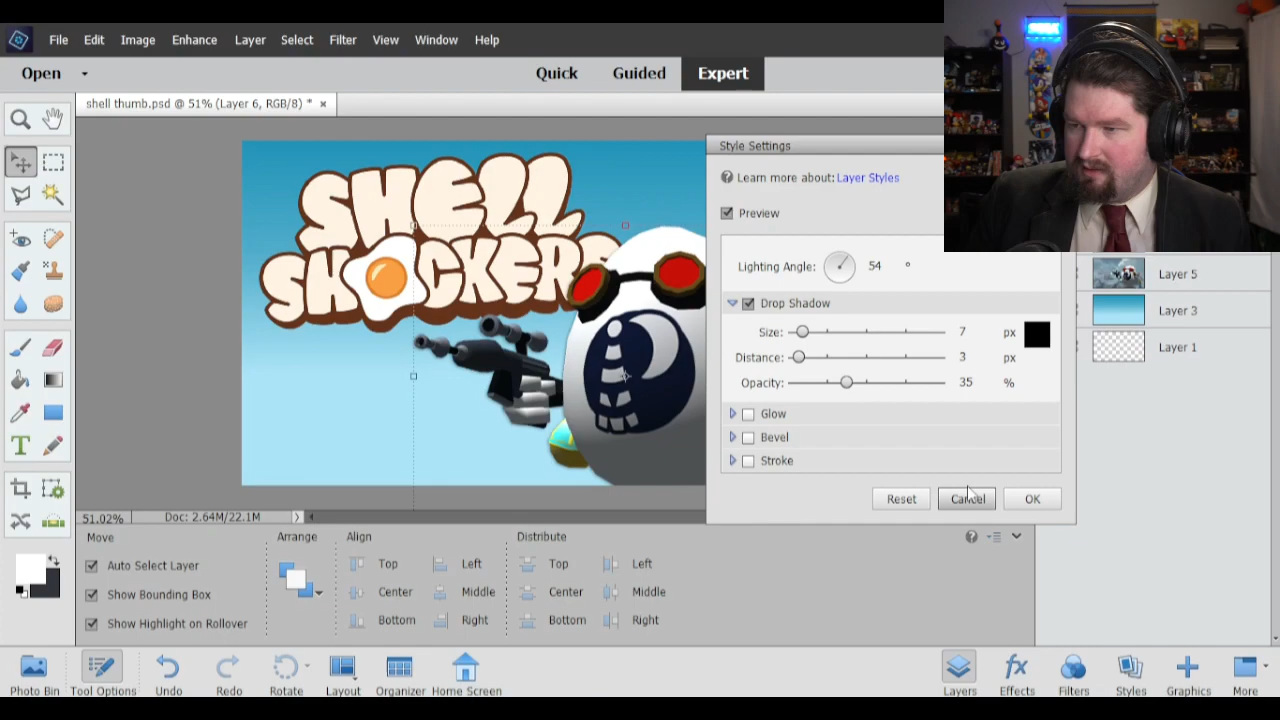 File Edit Image Enhance Layer Select Filter View Window Help
SEGA
Open Quick Guided Expert
shell thumb.psd @ 51% (Layer 6, RGB/8) * ×
SHELL
SHOCKERS
Style Settings
Learn more about: Layer Styles
Preview
Lighting Angle: 54 °
Drop Shadow
Size: 7 px
Distance: 3 px
Opacity: 35 %
Glow
Bevel
Stroke
Reset Cancel OK
Layer 5
Layer 3
Layer 1
51.02% Doc: 2.64M/22.1M
Move Arrange Align Distribute
Auto Select Layer Top Left Top Left
Show Bounding Box Center Middle Center Middle
Show Highlight on Rollover Bottom Right Bottom Right
Photo Bin Tool Options Undo Redo Rotate Layout Organizer Home Screen Layers Effects Filters Styles Graphics More